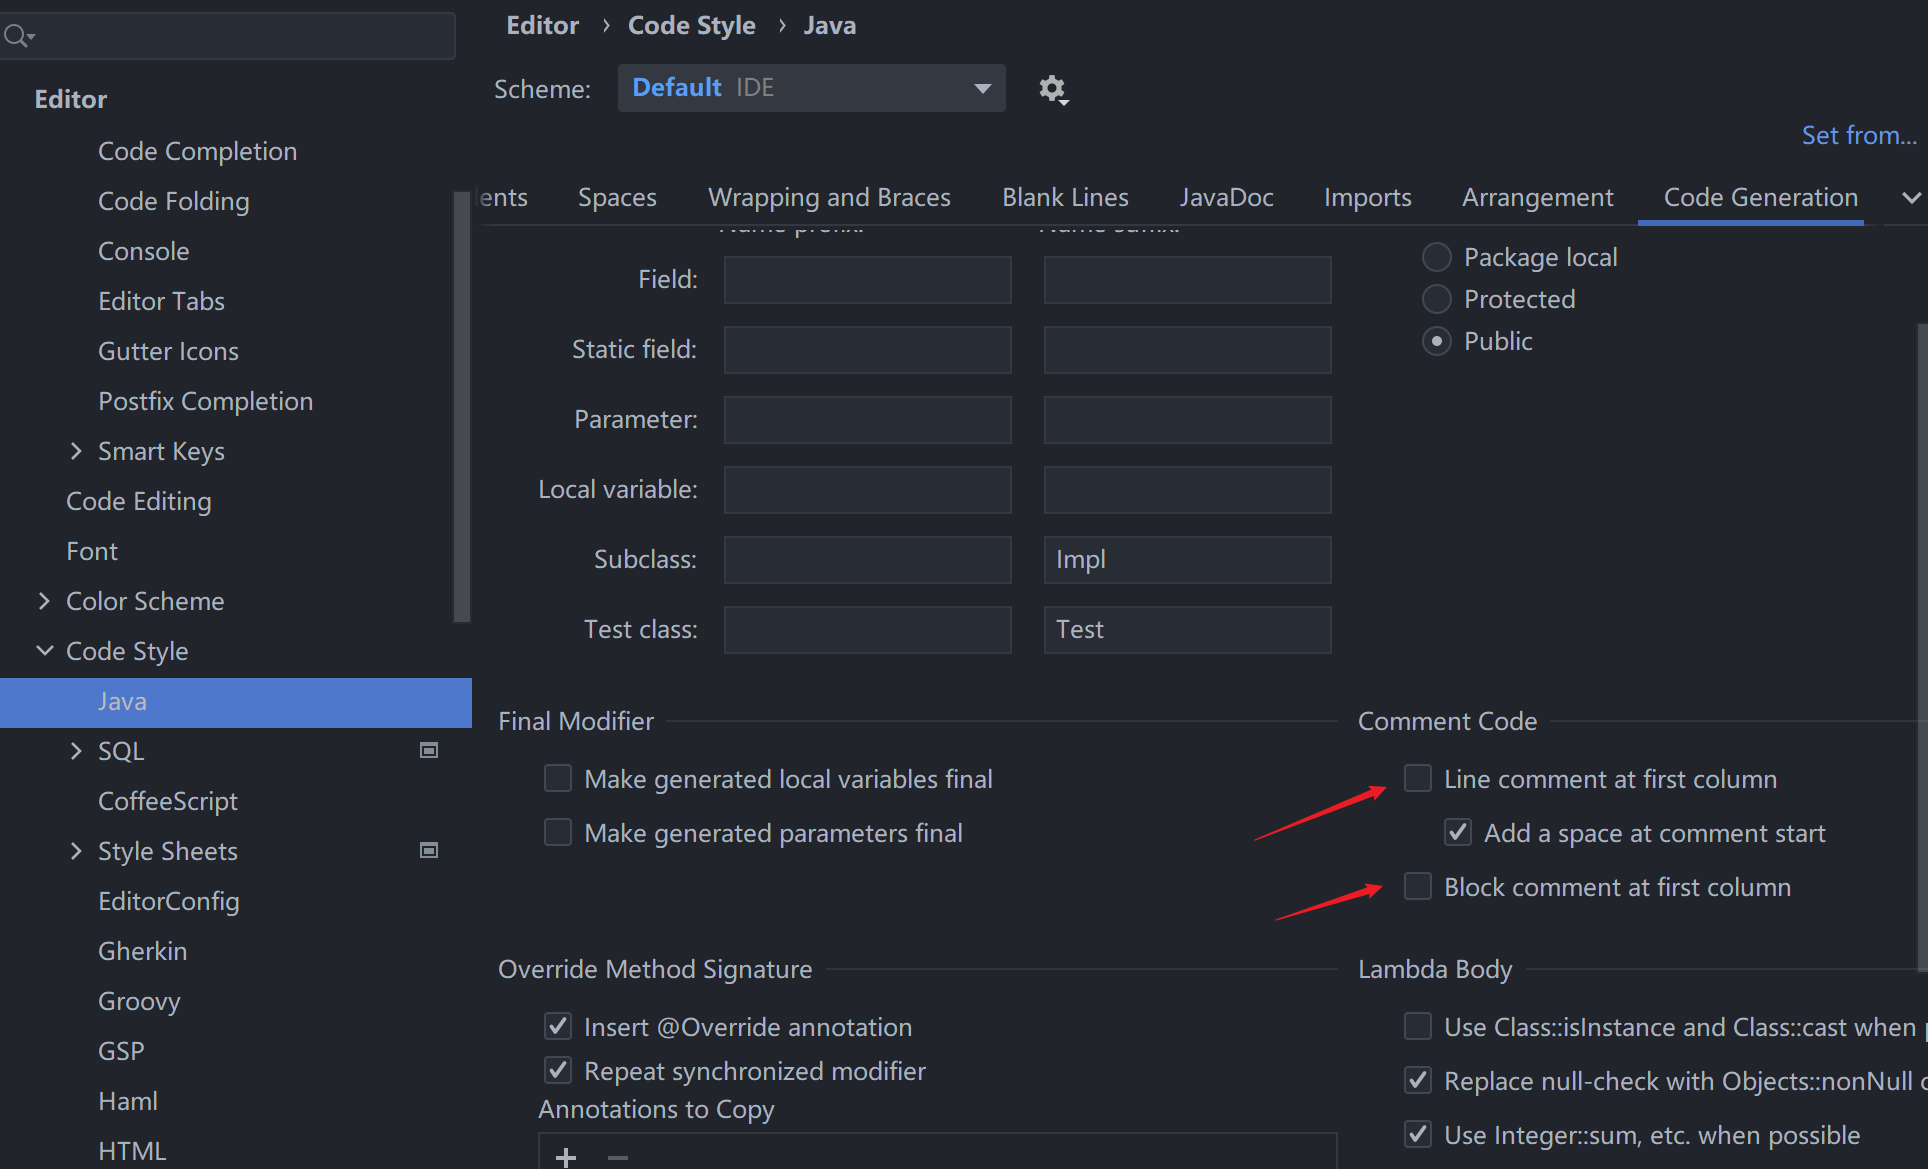 Editor
Code Completion
Code Folding
Console
Editor Tabs
Gutter Icons
Postfix Completion
Smart Keys
Code Editing
Font
Color Scheme
Code Style
Java
SQL
CoffeeScript
Style Sheets
EditorConfig
Gherkin
Groovy
GSP
Haml
HTML
Editor › Code Style › Java
Scheme: Default IDE
Set from...
ents Spaces Wrapping and Braces Blank Lines JavaDoc Imports Arrangement Code Generation
Name prefix: Name suffix:
Field:
Static field:
Parameter:
Local variable:
Subclass: Impl
Test class: Test
Package local
Protected
Public
Final Modifier
Make generated local variables final
Make generated parameters final
Comment Code
Line comment at first column
Add a space at comment start
Block comment at first column
Override Method Signature
Insert @Override annotation
Repeat synchronized modifier
Annotations to Copy
Lambda Body
Use Class::isInstance and Class::cast when
Replace null-check with Objects::nonNull
Use Integer::sum, etc. when possible